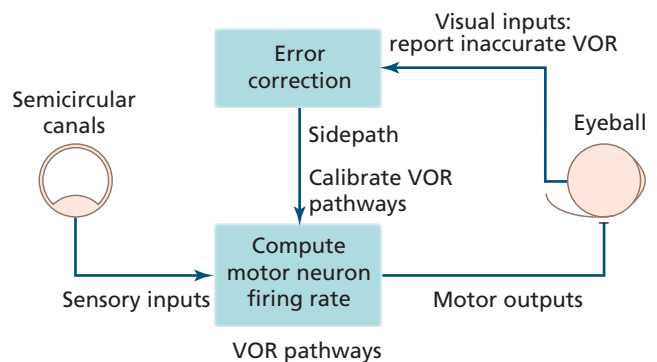 Visual inputs:
report inaccurate VOR
Error
correction
Semicircular
canals
Sidepath
Eyeball
Calibrate VOR
pathways
Compute
motor neuron
firing rate
Sensory inputs
Motor outputs
VOR pathways